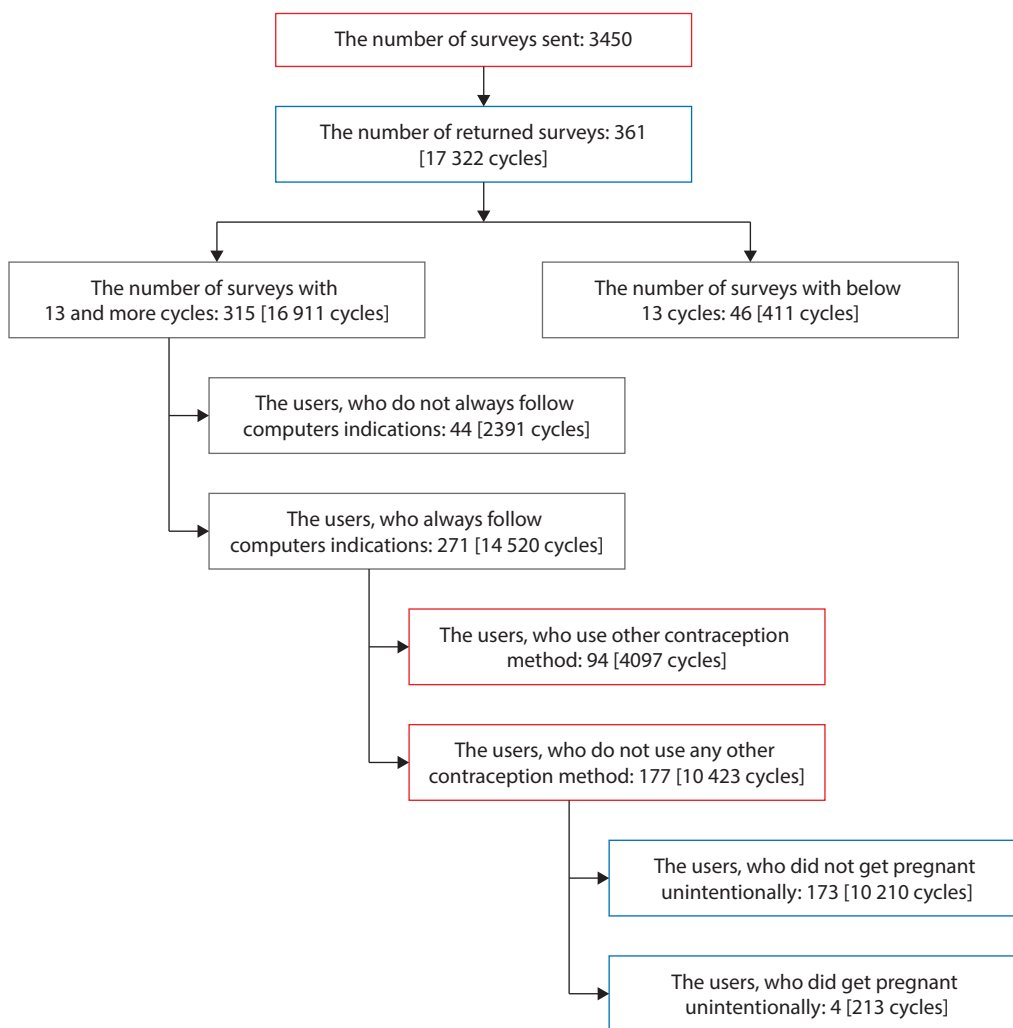 The number of surveys sent: 3450
The number of returned surveys: 361
[17 322 cycles]
The number of surveys with
13 and more cycles: 315 [16 911 cycles]
The number of surveys with below
13 cycles: 46 [411 cycles]
The users, who do not always follow
computers indications: 44 [2391 cycles]
The users, who always follow
computers indications: 271 [14 520 cycles]
The users, who use other contraception
method: 94 [4097 cycles]
The users, who do not use any other
contraception method: 177 [10 423 cycles]
The users, who did not get pregnant
unintentionally: 173 [10 210 cycles]
The users, who did get pregnant
unintentionally: 4 [213 cycles]